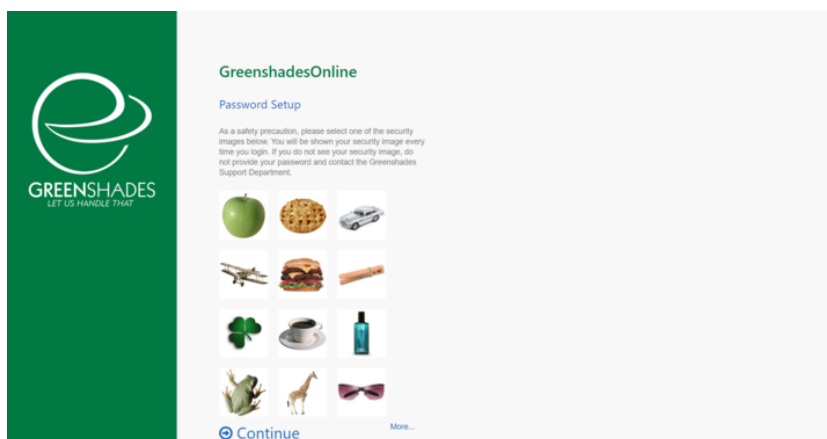 GreenshadesOnline
Password Setup
As a safety precaution, please select one of the security
images below. You will be shown your security image every
time you login. If you do not see your security image, do
not provide your password and contact the Greenshades
Support Department.
GREENSHADES
LET US HANDLE THAT
More...
Continue